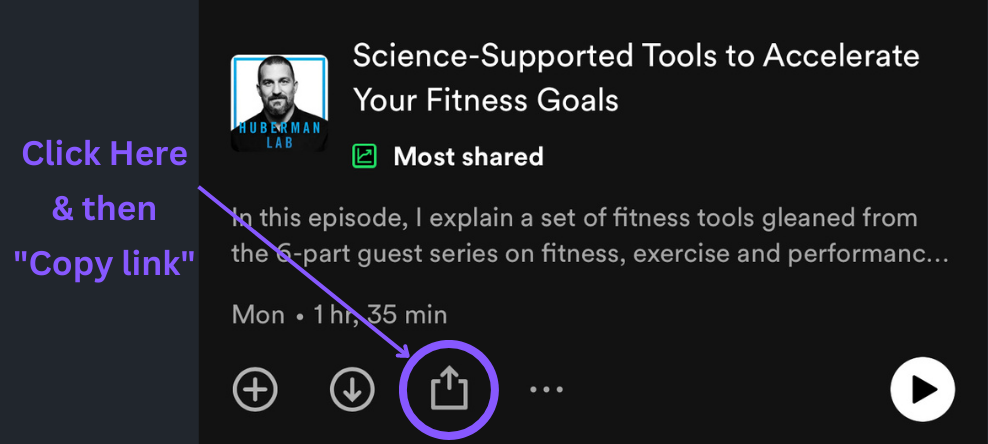 Click Here
& then
"Copy link"
HUBERMAN
LAB
Science-Supported Tools to Accelerate
Your Fitness Goals
Most shared
In this episode, I explain a set of fitness tools gleaned from
the 6-part guest series on fitness, exercise and performanc...
Mon • 1 hr, 35 min